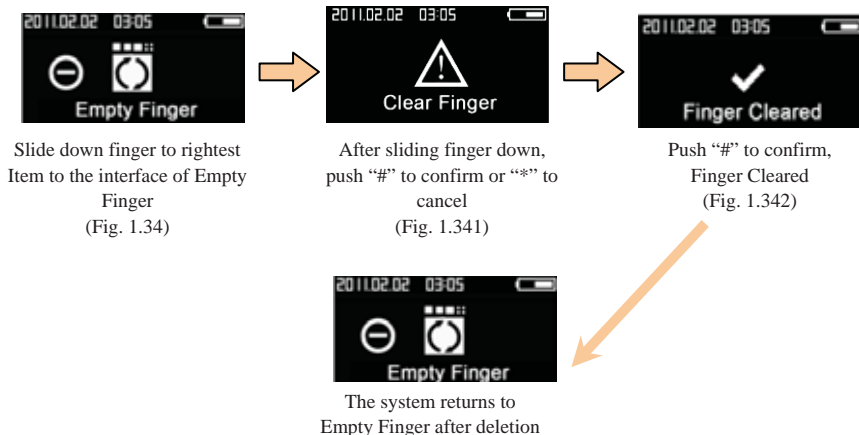 2011.02.02 03:05
Empty Finger
Slide down finger to rightest
Item to the interface of Empty
Finger
(Fig. 1.34)
2011.02.02 03:05
Clear Finger
After sliding finger down,
push “#” to confirm or “*” to
cancel
(Fig. 1.341)
2011.02.02 03:05
Finger Cleared
Push “#” to confirm,
Finger Cleared
(Fig. 1.342)
2011.02.02 03:05
Empty Finger
The system returns to
Empty Finger after deletion